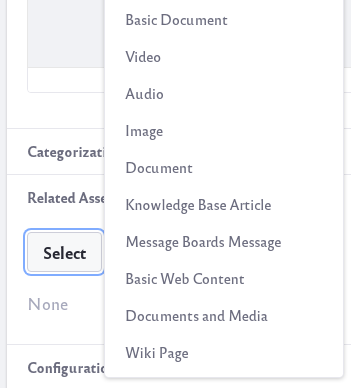 Basic Document
Video
Audio
Image
Categorizati
Document
Related Asse
Knowledge Base Article
Message Boards Message
Select
Basic Web Content
None
Documents and Media
Wiki Page
Configuratio